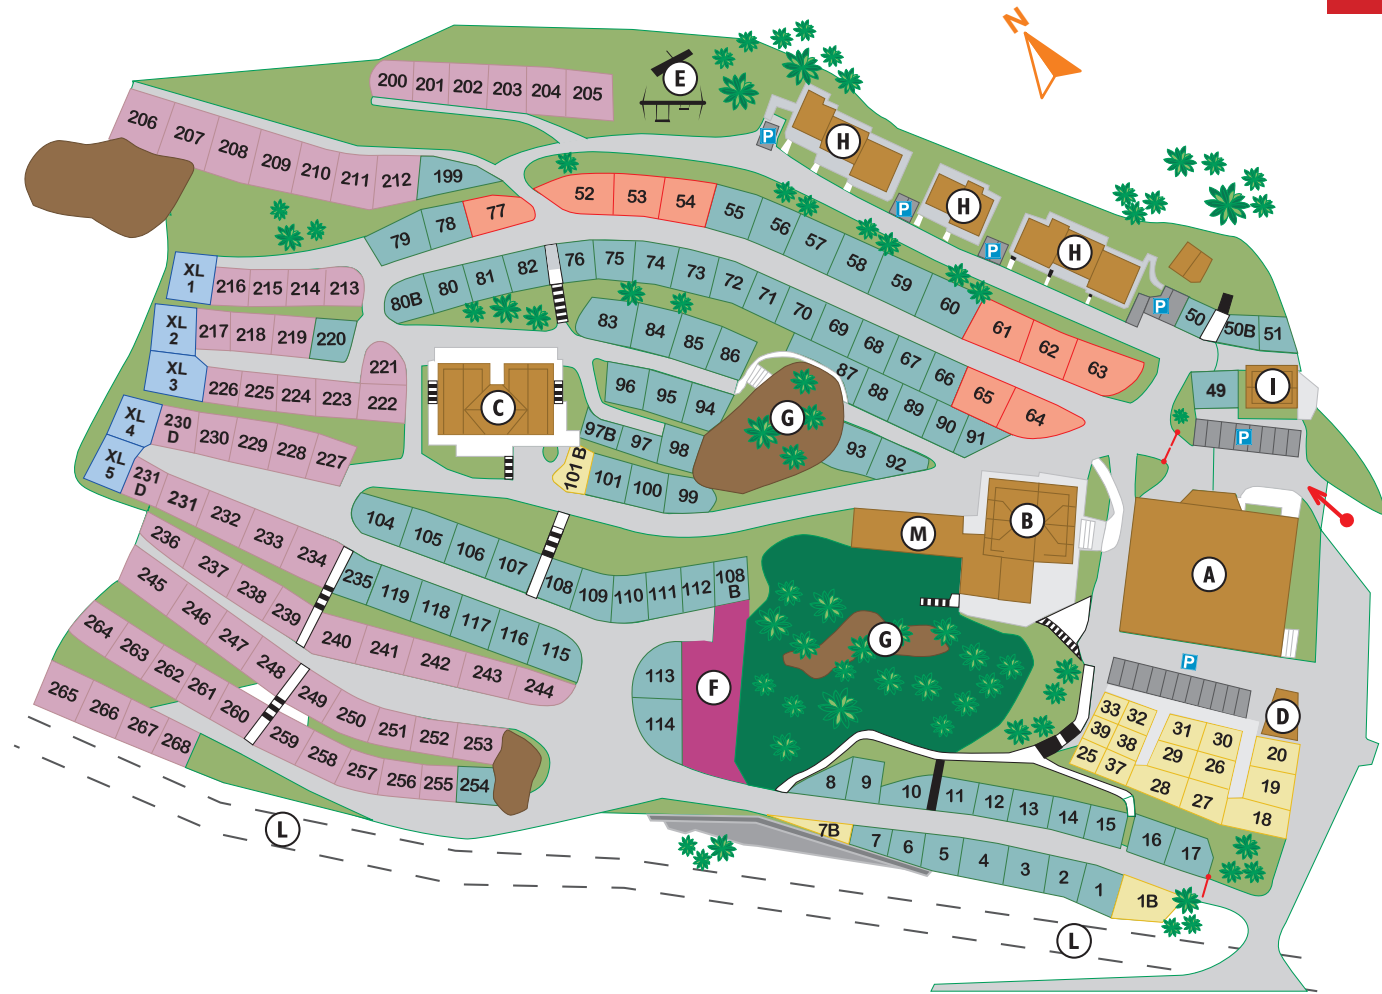 N
E
200 201 202 203 204 205
H
P
206 207 208 209 210 211 212 199
52 53 54 55 56 57 58 59 60 61 62 63
H
P
H
P
P
50 50B 51
79 78 77
XL
1
216 215 214 213
80B 80 81 82 76 75 74 73 72 71 70 69 68 67 66 65 64
XL
2
217 218 219 220
83 84 85 86
87 88 89 90 91
XL
3
226 225 224 223 222
221
49
I
P
C
96 95 94
G
93 92
XL
4
230
D
230 229 228 227
97B 97 98
XL
5
101 B
101 100 99
231
D
231 232 233 234
104 105 106 107 108 109 110 111 112 108
B
M
B
A
236 237 238 239
235 119 118 117 116 115
245 246 247 248
240 241 242 243 244
264 263 262 261 260
249 250 251 252 253
265 266 267 268
259 258 257 256 255 254
113
114
F
G
P
D
33 32
31 30
39 38
29 26
20
25 37
28 27
19
18
8 9 10 11 12 13 14 15 16 17
7B 7 6 5 4 3 2 1 1B
L
L